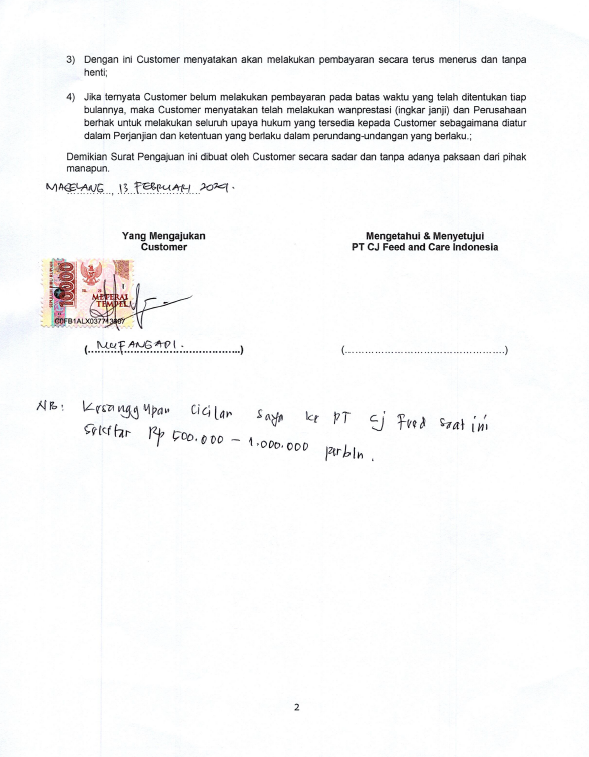 3) Dengan ini Customer menyatakan akan melakukan pembayaran secara terus menerus dan tanpa
henti;
4) Jika ternyata Customer belum melakukan pembayaran pada batas waktu yang telah ditentukan tiap
bulannya, maka Customer menyatakan telah melakukan wanprestasi (ingkar janji) dan Perusahaan
berhak untuk melakukan seluruh upaya hukum yang tersedia kepada Customer sebagaimana diatur
dalam Perjanjian dan ketentuan yang berlaku dalam perundang-undangan yang berlaku.;
Demikian Surat Pengajuan ini dibuat oleh Customer secara sadar dan tanpa adanya paksaan dari pihak
manapun.
MAGELANG, 13 FEBRUARI
Yang Mengajukan
Customer
Mengetahui & Menyetujui
PT CJ Feed and Care Indonesia
10000
METERAI
TEMPEL
(MUFANGADI.)
(..................................................)
NB: Kesanggupan cicilan saya ke PT cj Feed saat ini
sekitar Rp 500.000 – 1.000.000 perbln.
2